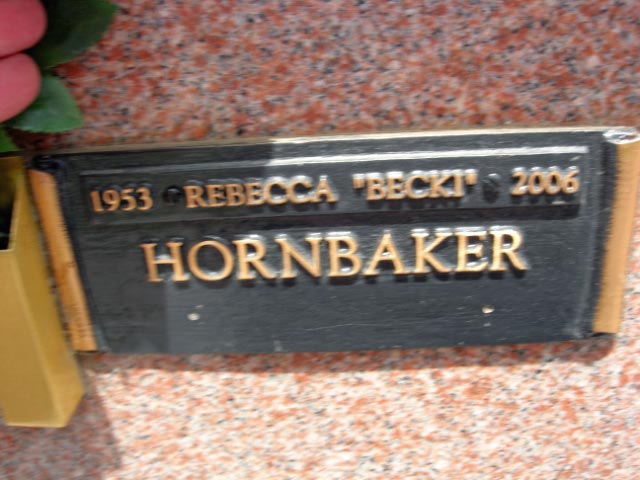 1953 REBECCA "BECKI" 2006
HORNBAKER